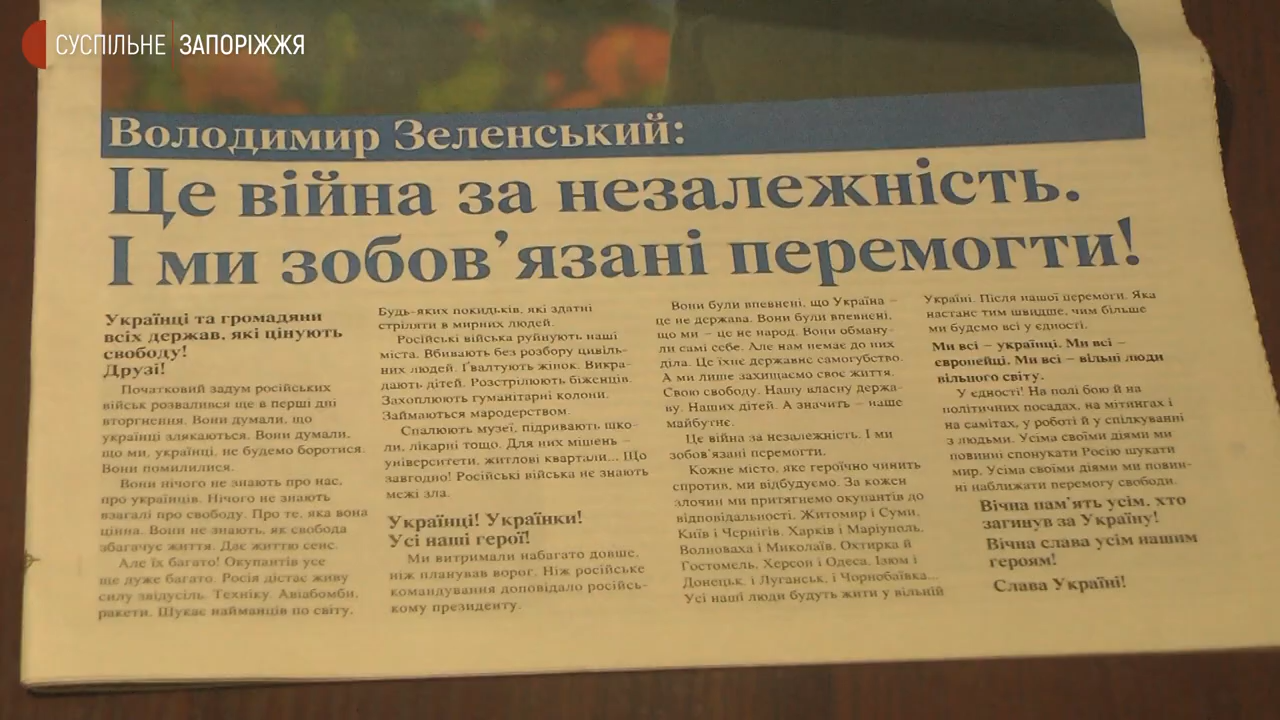 СУСПІЛЬНЕ ЗАПОРІЖЖЯ
Володимир Зеленський:
Це війна за незалежність.
І ми зобов’язані перемогти!
Українці та громадяни
всіх держав, які цінують
свободу!
Друзі!
Початковий задум російських
військ розвалився ще в перші дні
вторгнення. Вони думали, що
українці злякаються. Вони думали,
що ми, українці, не будемо боротися.
Вони помилилися.
Вони нічого не знають про нас,
про українців. Нічого не знають
взагалі про свободу. Про те, яка вона
цінна. Вони не знають, як свобода
збагачує життя. Дає життю сенс.
Але їх багато! Окупантів усе
ще дуже багато. Росія дістає живу
силу звідусіль. Техніку. Авіабомби,
ракети. Шукає найманців по світу.
Будь-яких покидьків, які здатні
стріляти в мирних людей.
Російські війська руйнують наші
міста. Вбивають без розбору цивіль-
них людей. Ґвалтують жінок. Викра-
дають дітей. Розстрілюють біженців.
Захоплюють гуманітарні колони.
Займаються мародерством.
Спалюють музеї, підривають шко-
ли, лікарні тощо. Для них мішень –
університети, житлові квартали... Що
завгодно! Російські війська не знають
межі зла.
Українці! Українки!
Усі наші герої!
Ми витримали набагато довше,
ніж планував ворог. Ніж російське
командування доповідало російсь-
кому президенту.
Вони були впевнені, що Україна –
це не держава. Вони були впевнені,
що ми – це не народ. Вони обману-
ли самі себе. Але нам немає до них
діла. Це їхнє державне самогубство.
А ми лише захищаємо своє життя.
Свою свободу. Нашу власну держа-
ву. Наших дітей. А значить – наше
майбутнє.
Це війна за незалежність. І ми
зобов’язані перемогти.
Кожне місто, яке героїчно чинить
спротив, ми відбудуємо. За кожен
злочин ми притягнемо окупантів до
відповідальності. Житомир і Суми,
Київ і Чернігів. Харків і Маріуполь,
Волноваха і Миколаїв. Охтирка й
Гостомель, Херсон і Одеса. Ізюм і
Донецьк, і Луганськ, і Чорнобаївка...
Усі наші люди будуть жити у вільній
Україні. Після нашої перемоги. Яка
настане тим швидше, чим більше
ми будемо всі у єдності.
Ми всі – українці. Ми всі –
європейці. Ми всі – вільні люди
вільного світу.
У єдності! На полі бою й на
політичних посадах, на мітингах і
на самітах, у роботі й у спілкуванні
з людьми. Усіма своїми діями ми
повинні спонукати Росію шукати
мир. Усіма своїми діями ми повин-
ні наближати перемогу свободи.
Вічна пам’ять усім, хто
загинув за Україну!
Вічна слава усім нашим
героям!
Слава Україні!